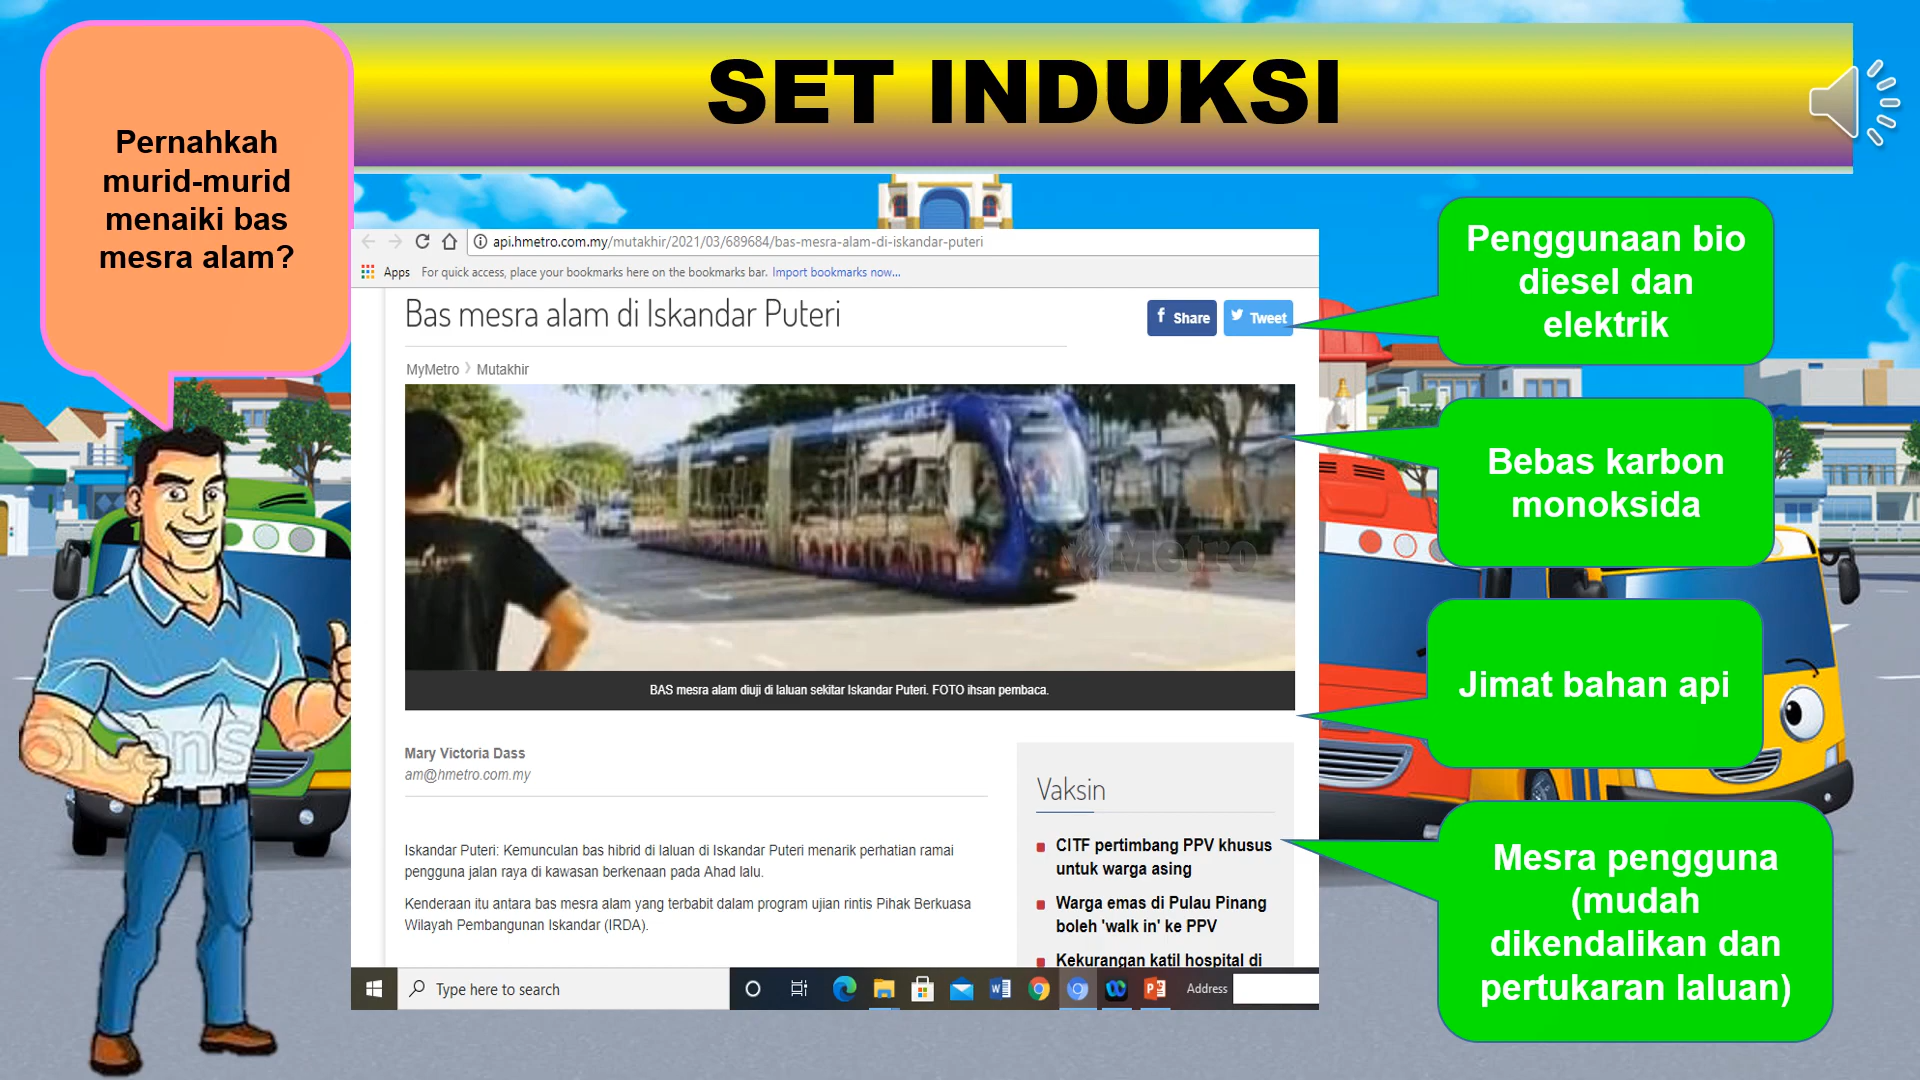 SET INDUKSI
Pernahkah
murid-murid
menaiki bas
mesra alam?
api.hmetro.com.my/mutakhir/2021/03/689684/bas-mesra-alam-di-iskandar-puteri
Apps For quick access, place your bookmarks here on the bookmarks bar. Import bookmarks now...
Bas mesra alam di Iskandar Puteri
Share
Tweet
MyMetro > Mutakhir
Metro
BAS mesra alam diuji di laluan sekitar Iskandar Puteri. FOTO ihsan pembaca.
Mary Victoria Dass
am@hmetro.com.my
Iskandar Puteri: Kemunculan bas hibrid di laluan di Iskandar Puteri menarik perhatian ramai
pengguna jalan raya di kawasan berkenaan pada Ahad lalu.
Kenderaan itu antara bas mesra alam yang terbabit dalam program ujian rintis Pihak Berkuasa
Wilayah Pembangunan Iskandar (IRDA).
Vaksin
CITF pertimbang PPV khusus
untuk warga asing
Warga emas di Pulau Pinang
boleh 'walk in' ke PPV
Kekurangan katil hospital di
Type here to search
Address
Penggunaan bio
diesel dan
elektrik
Bebas karbon
monoksida
Jimat bahan api
Mesra pengguna
(mudah
dikendalikan dan
pertukaran laluan)